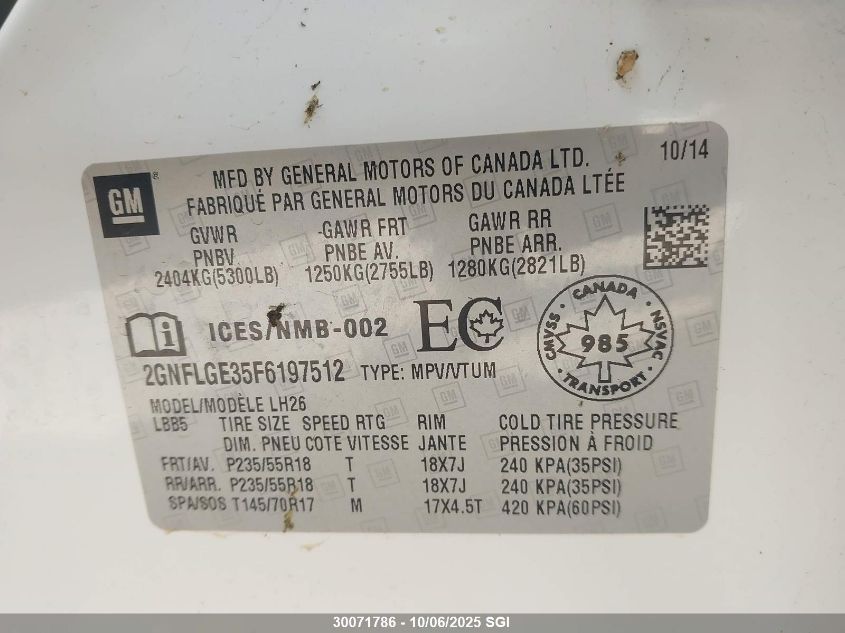 GM
MFD BY GENERAL MOTORS OF CANADA LTD. 10/14
FABRIQUÉ PAR GENERAL MOTORS DU CANADA LTÉE
GVWR -GAWR FRT GAWR RR
PNBV PNBE AV. PNBE ARR.
2404KG(5300LB) 1250KG(2755LB) 1280KG(2821LB)
ICES/NMB-002 EC
CANADA
CMVSS 985 NSVAC
TRANSPORT
2GNFLGE35F6197512 TYPE: MPV/VTUM
MODEL/MODÈLE LH26
LBB5 TIRE SIZE SPEED RTG RIM COLD TIRE PRESSURE
DIM. PNEU COTE VITESSE JANTE PRESSION À FROID
FRT/AV. P235/55R18 T 18X7J 240 KPA(35PSI)
RR/ARR. P235/55R18 T 18X7J 240 KPA(35PSI)
SPA/SOS T145/70R17 M 17X4.5T 420 KPA(60PSI)
30071786 - 10/06/2025 SGI